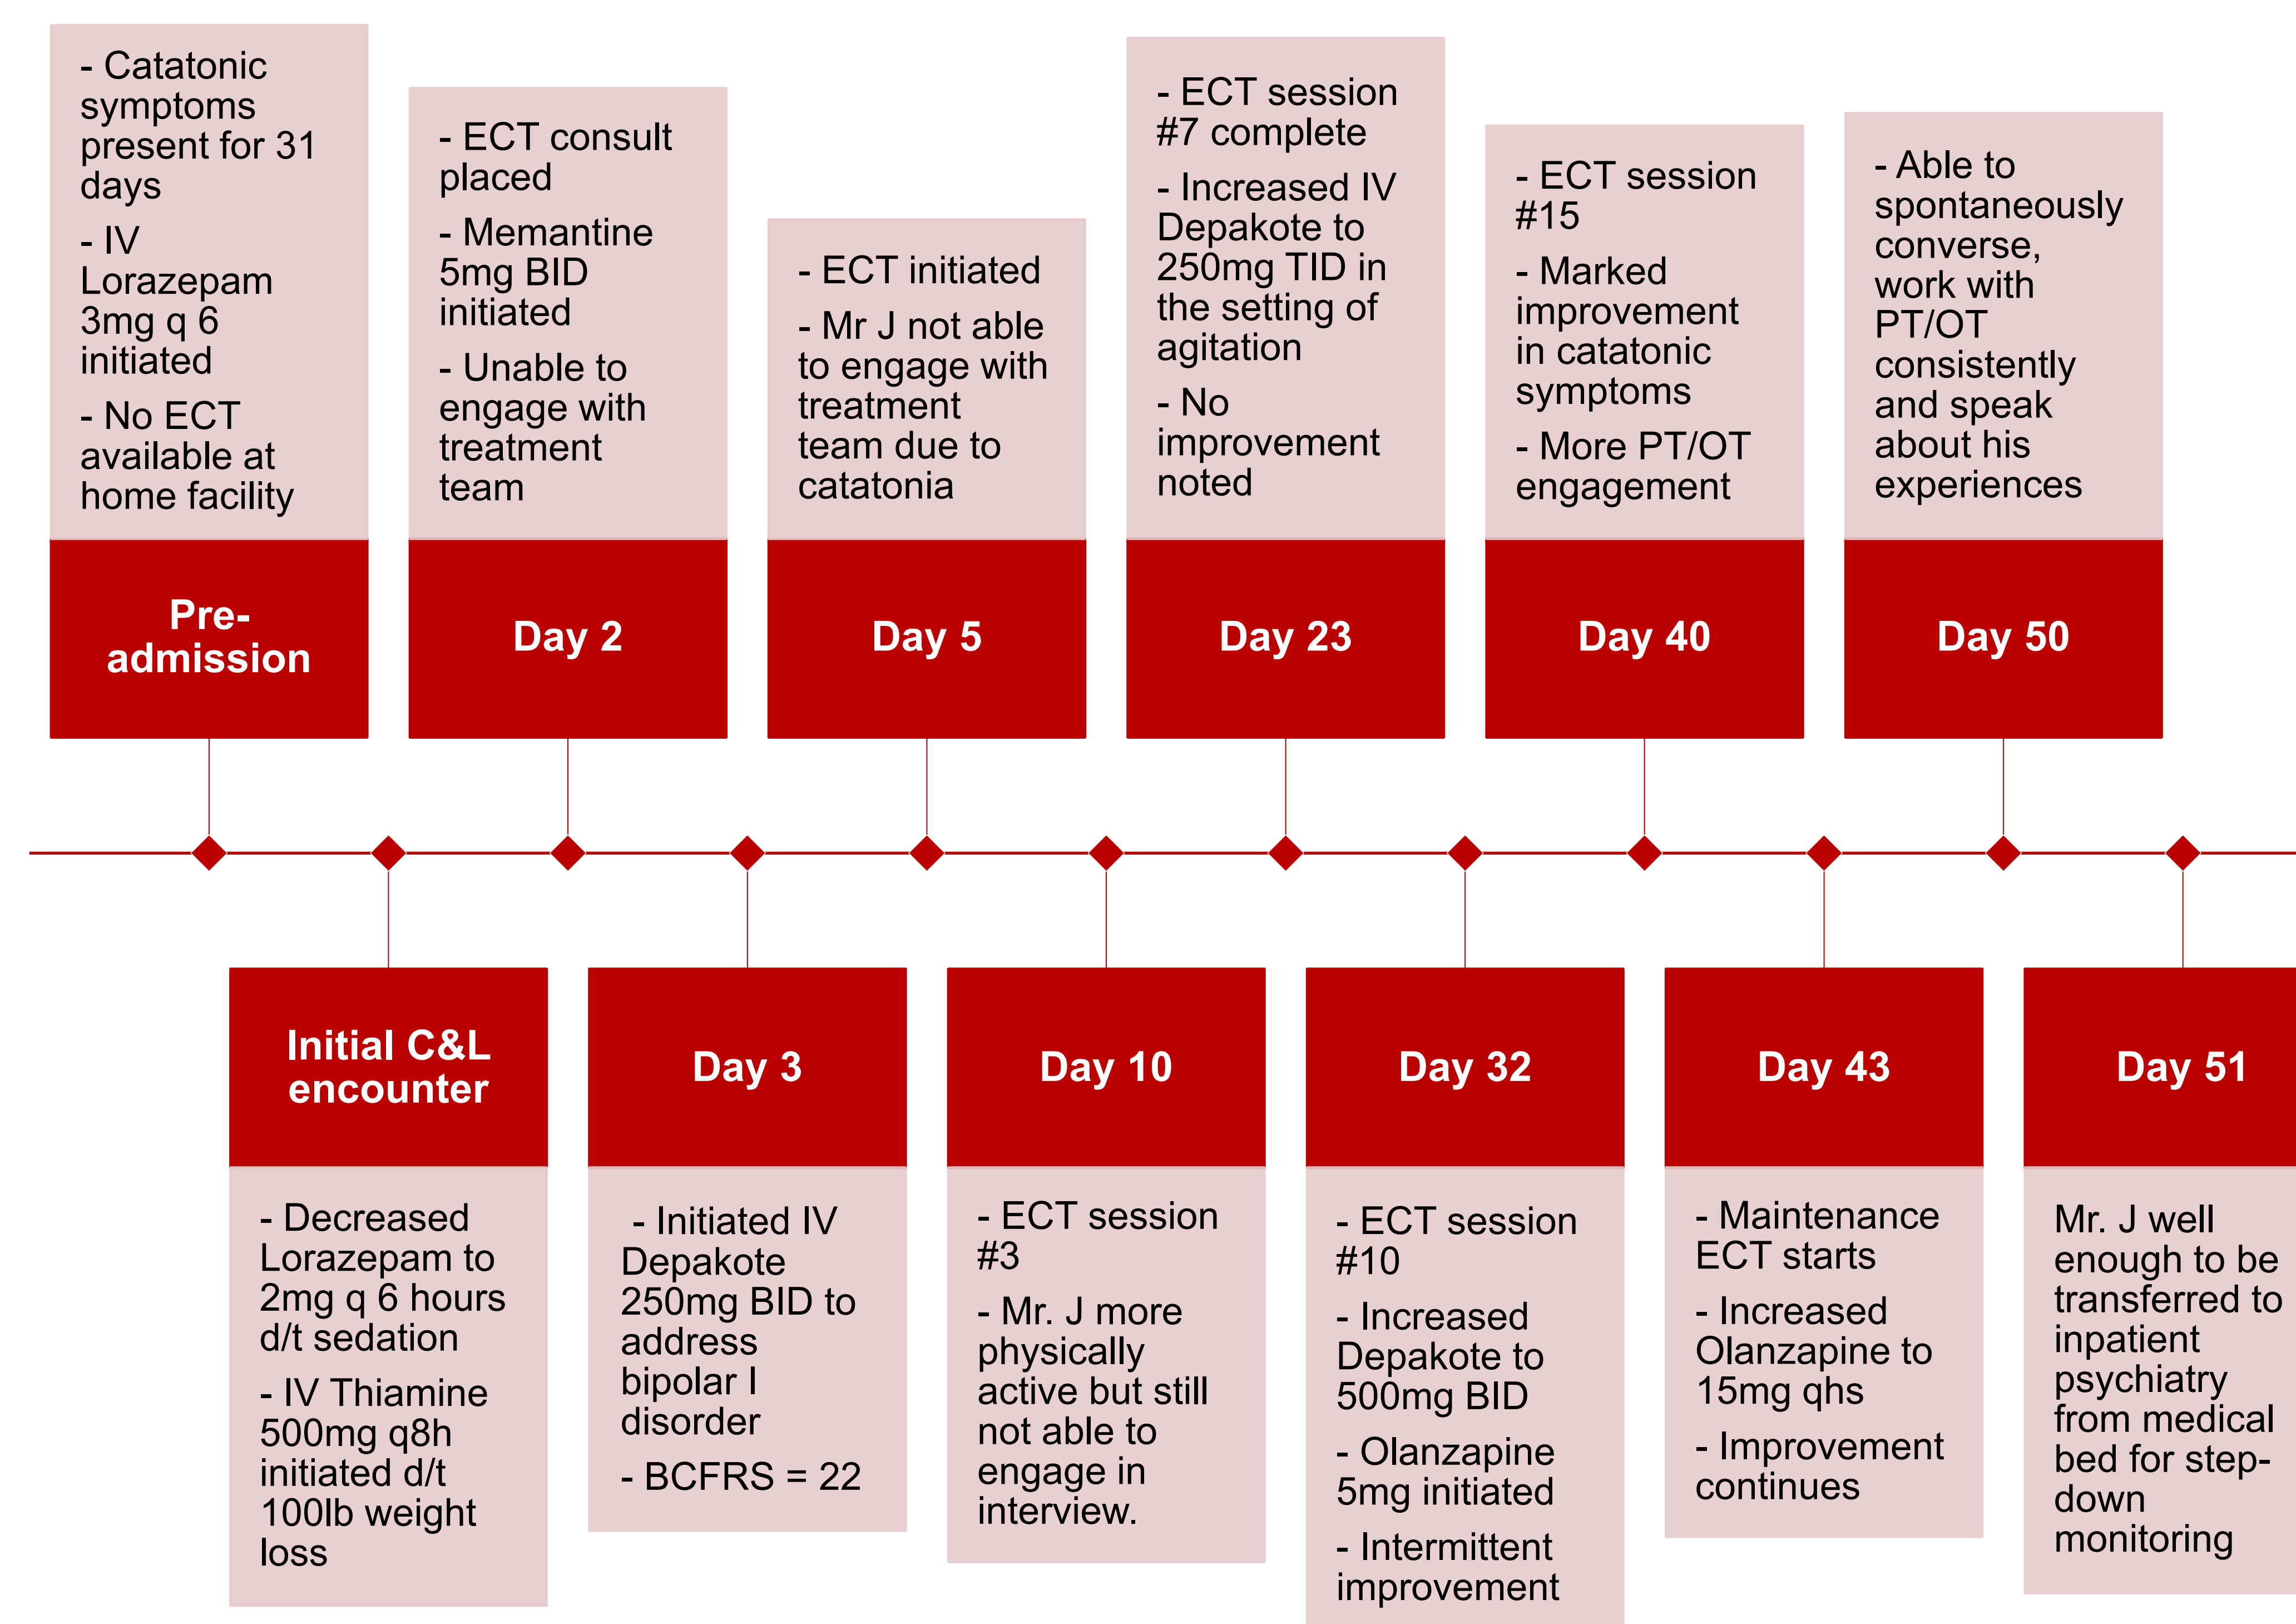 - Catatonic
symptoms
present for 31
days
- IV
Lorazepam
3mg q 6
initiated
- No ECT
available at
home facility
Pre-
admission
- ECT consult
placed
- Memantine
5mg BID
initiated
- Unable to
engage with
treatment
team
Day 2
- ECT initiated
- Mr J not able
to engage with
treatment
team due to
catatonia
Day 5
- ECT session
#7 complete
- Increased IV
Depakote to
250mg TID in
the setting of
agitation
- No
improvement
noted
Day 23
- ECT session
#15
- Marked
improvement
in catatonic
symptoms
- More PT/OT
engagement
Day 40
- Able to
spontaneously
converse,
work with
PT/OT
consistently
and speak
about his
experiences
Day 50
Initial C&L
encounter
- Decreased
Lorazepam to
2mg q 6 hours
d/t sedation
- IV Thiamine
500mg q8h
initiated d/t
100lb weight
loss
Day 3
- Initiated IV
Depakote
250mg BID to
address
bipolar I
disorder
- BCFRS = 22
Day 10
- ECT session
#3
- Mr. J more
physically
active but still
not able to
engage in
interview.
Day 32
- ECT session
#10
- Increased
Depakote to
500mg BID
- Olanzapine
5mg initiated
- Intermittent
improvement
Day 43
- Maintenance
ECT starts
- Increased
Olanzapine to
15mg qhs
- Improvement
continues
Day 51
Mr. J well
enough to be
transferred to
inpatient
psychiatry
from medical
bed for step-
down
monitoring